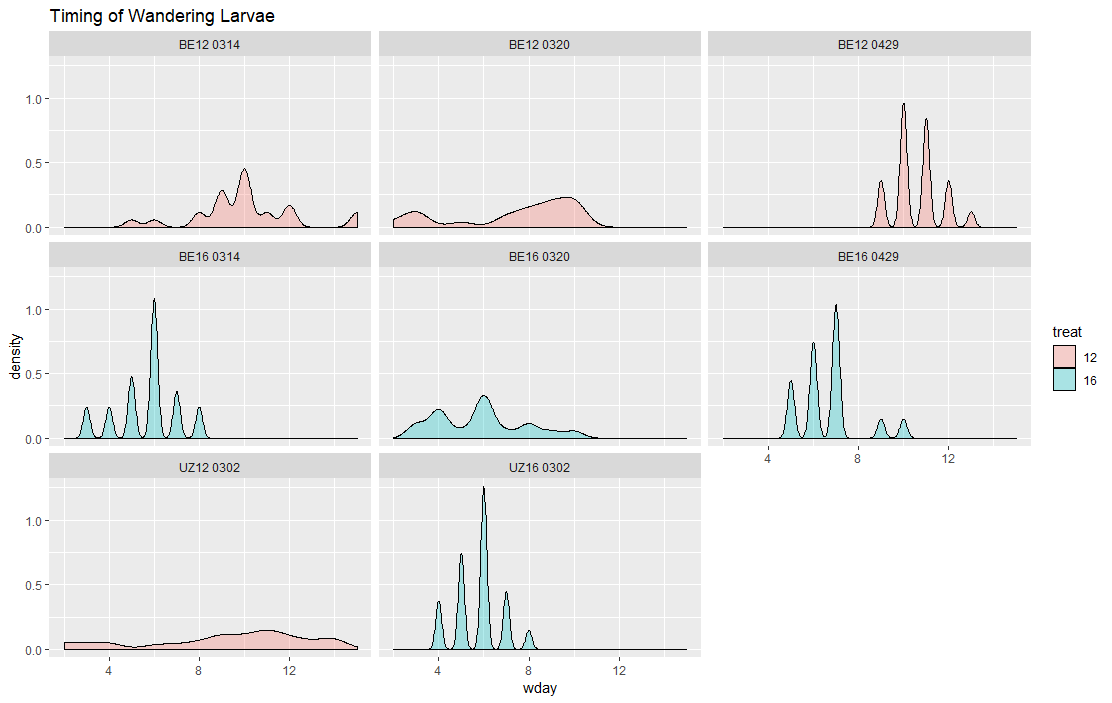 Timing of Wandering Larvae
BE12 0314
BE12 0320
BE12 0429
1.0
0.5
0.0
BE16 0314
BE16 0320
BE16 0429
1.0
0.5
0.0
4 8 12
UZ12 0302
UZ16 0302
1.0
0.5
0.0
4 8 12
4 8 12
wday
density
treat
12
16